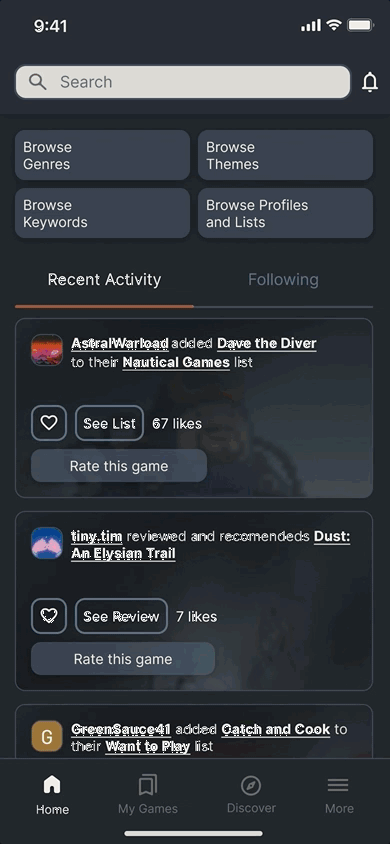 9:41
Search
Browse
Genres
Browse
Themes
Browse
Keywords
Browse Profiles
and Lists
Recent Activity
Following
AstralWarload added Dave the Diver
to their Nautical Games list
See List
67 likes
Rate this game
tiny.tim reviewed and recomendeds Dust:
An Elysian Trail
See Review
7 likes
Rate this game
G
GreenSauce41 added Catch and Cook to
their Want to Play list
Home
My Games
Discover
More